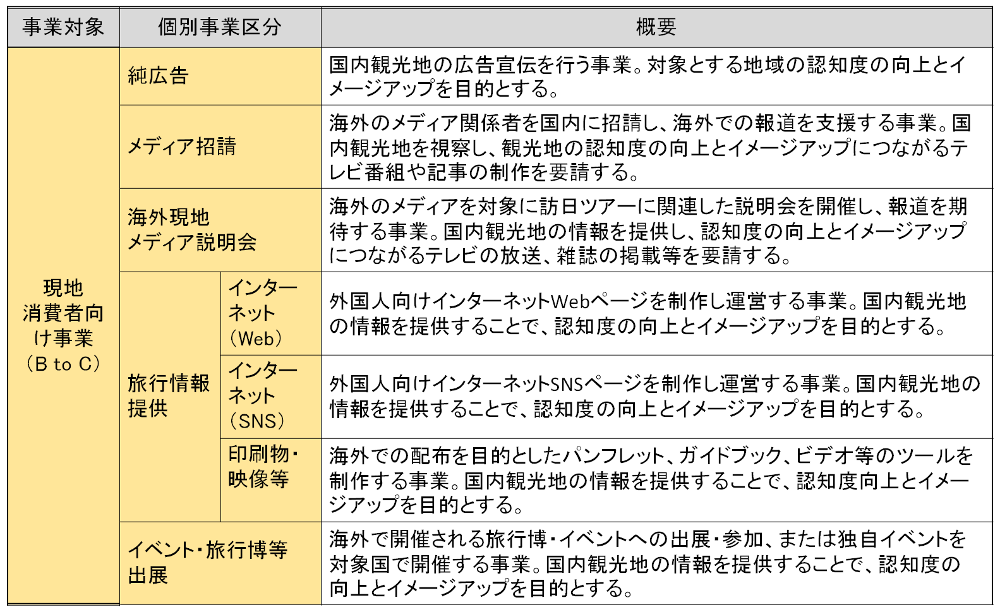 事業対象
個別事業区分
概要
現地
消費者向
け事業
（B to C）
純広告
国内観光地の広告宣伝を行う事業。対象とする地域の認知度の向上とイ
メージアップを目的とする。
メディア招請
海外のメディア関係者を国内に招請し、海外での報道を支援する事業。国
内観光地を視察し、観光地の認知度の向上とイメージアップにつながるテ
レビ番組や記事の制作を要請する。
海外現地
メディア説明会
海外のメディアを対象に訪日ツアーに関連した説明会を開催し、報道を期
待する事業。国内観光地の情報を提供し、認知度の向上とイメージアップ
につながるテレビの放送、雑誌の掲載等を要請する。
旅行情報
提供
インター
ネット
（Web）
外国人向けインターネットWebページを制作し運営する事業。国内観光地
の情報を提供することで、認知度の向上とイメージアップを目的とする。
インター
ネット
（SNS）
外国人向けインターネットSNSページを制作し運営する事業。国内観光地の
情報を提供することで、認知度の向上とイメージアップを目的とする。
印刷物・
映像等
海外での配布を目的としたパンフレット、ガイドブック、ビデオ等のツールを
制作する事業。国内観光地の情報を提供することで、認知度向上とイメー
ジアップを目的とする。
イベント・旅行博等
出展
海外で開催される旅行博・イベントへの出展・参加、または独自イベントを
対象国で開催する事業。国内観光地の情報を提供することで、認知度の
向上とイメージアップを目的とする。